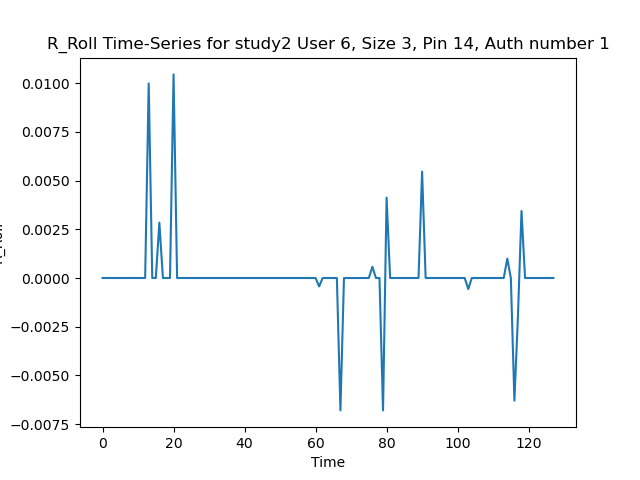 R_Roll Time-Series for study2 User 6, Size 3, Pin 14, Auth number 1
0.0100
0.0075
0.0050
0.0025
0.0000
−0.0025
−0.0050
−0.0075
R_Roll
0 20 40 60 80 100 120
Time